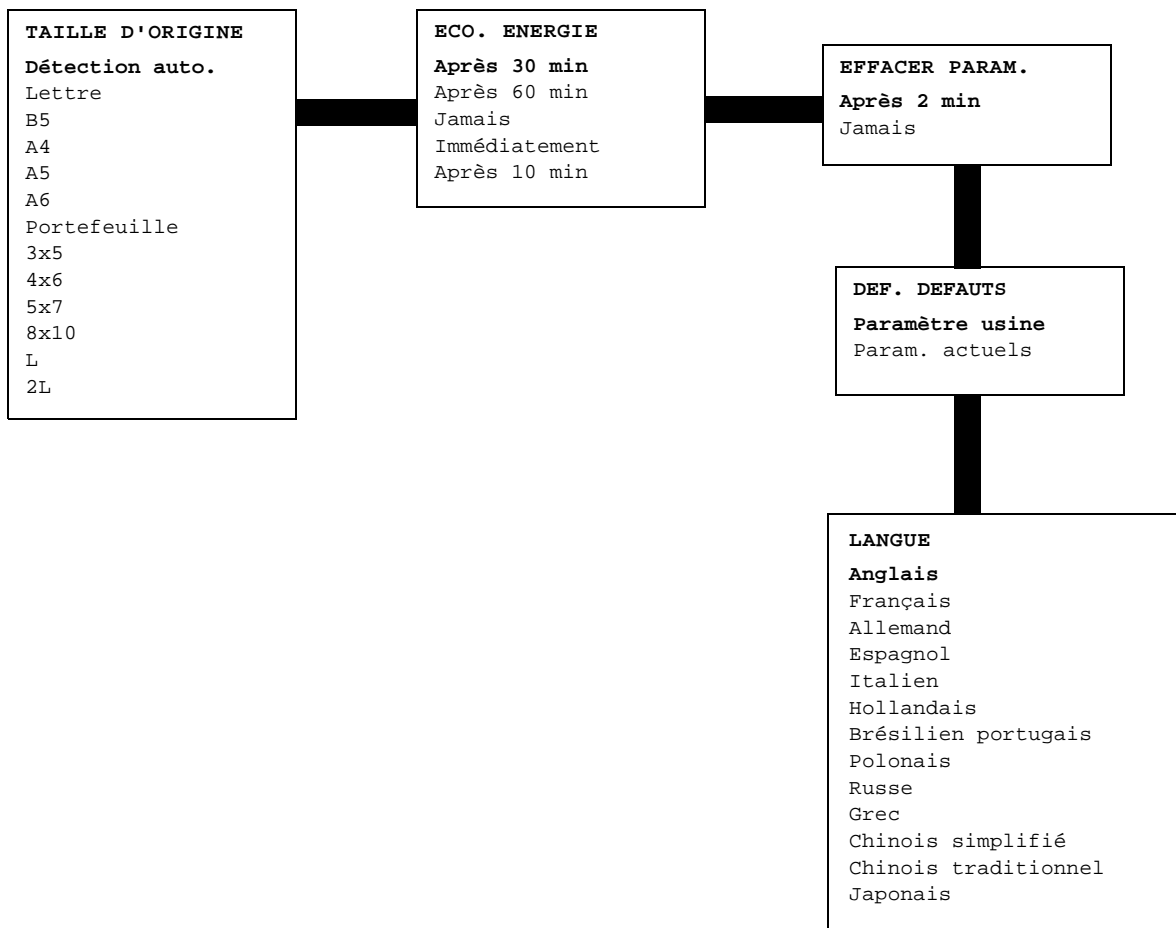 TAILLE D'ORIGINE
Détection auto.
Lettre
B5
A4
A5
A6
Portefeuille
3x5
4x6
5x7
8x10
L
2L
ECO. ENERGIE
Après 30 min
Après 60 min
Jamais
Immédiatement
Après 10 min
EFFACER PARAM.
Après 2 min
Jamais
DEF. DEFAUTS
Paramètre usine
Param. actuels
LANGUE
Anglais
Français
Allemand
Espagnol
Italien
Hollandais
Brésilien portugais
Polonais
Russe
Grec
Chinois simplifié
Chinois traditionnel
Japonais